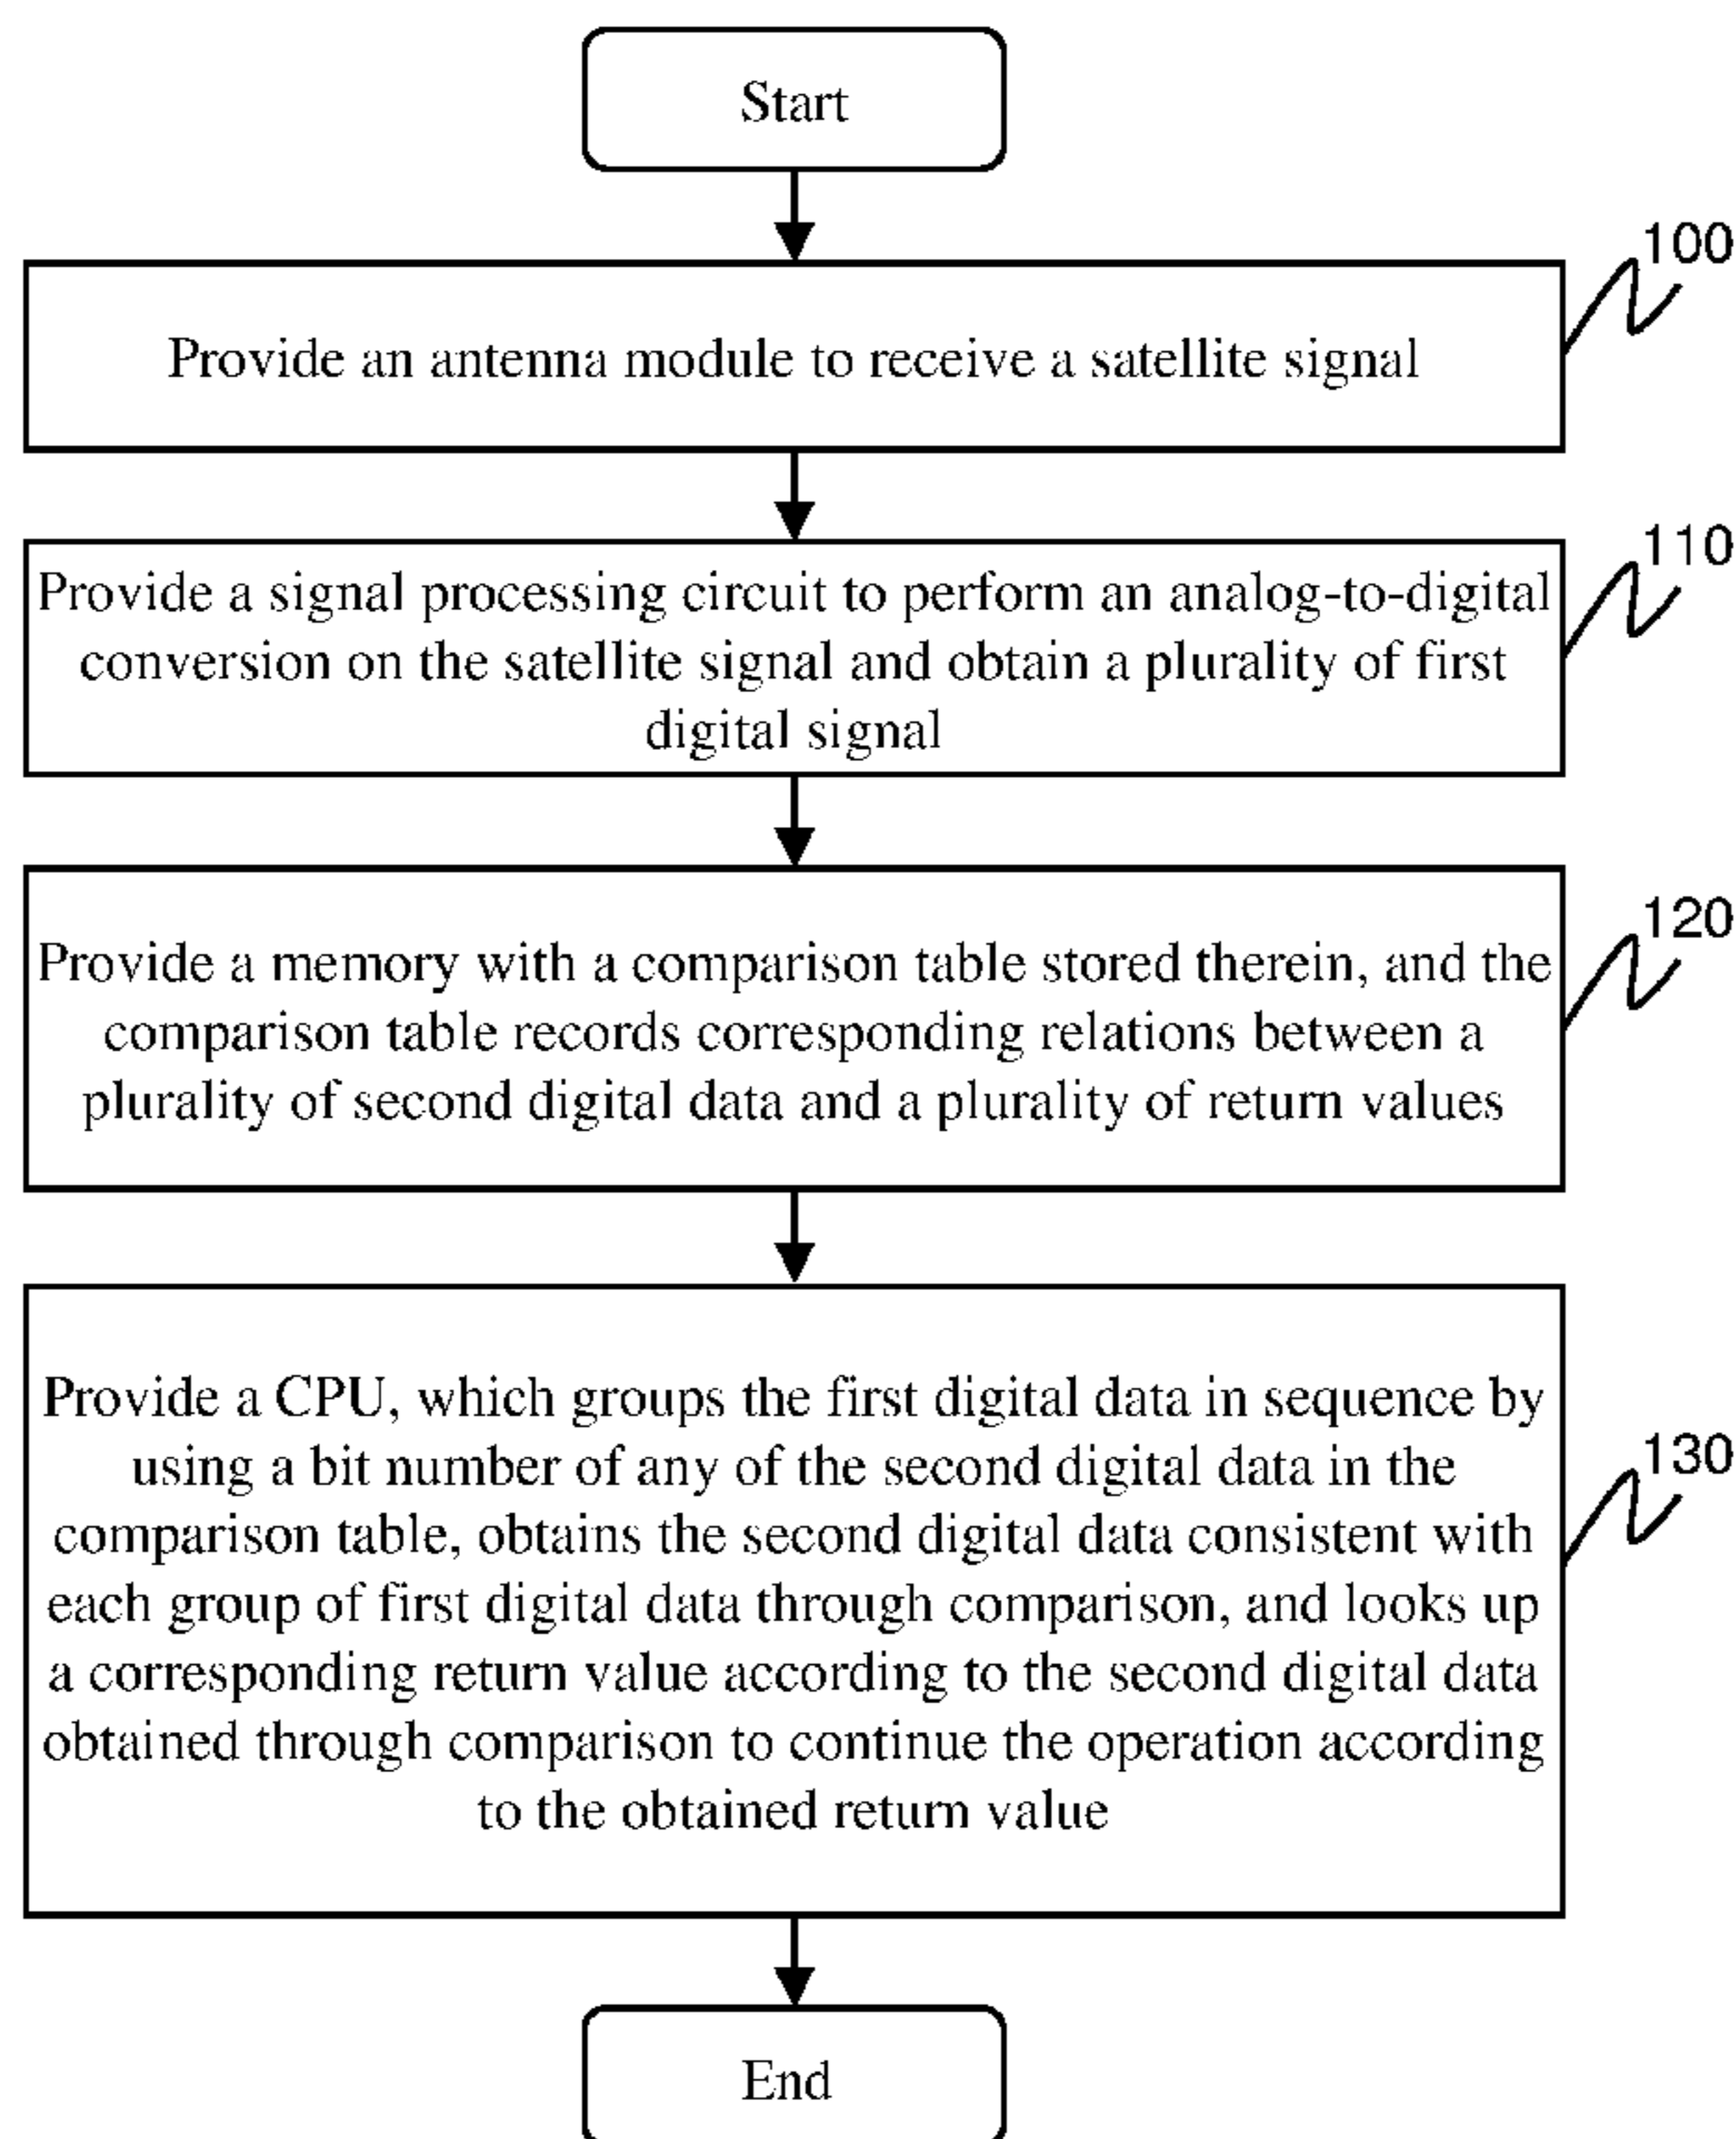 Start
100
Provide an antenna module to receive a satellite signal
110
Provide a signal processing circuit to perform an analog-to-digital
conversion on the satellite signal and obtain a plurality of first
digital signal
120
Provide a memory with a comparison table stored therein, and the
comparison table records corresponding relations between a
plurality of second digital data and a plurality of return values
130
Provide a CPU, which groups the first digital data in sequence by
using a bit number of any of the second digital data in the
comparison table, obtains the second digital data consistent with
each group of first digital data through comparison, and looks up
a corresponding return value according to the second digital data
obtained through comparison to continue the operation according
to the obtained return value
End